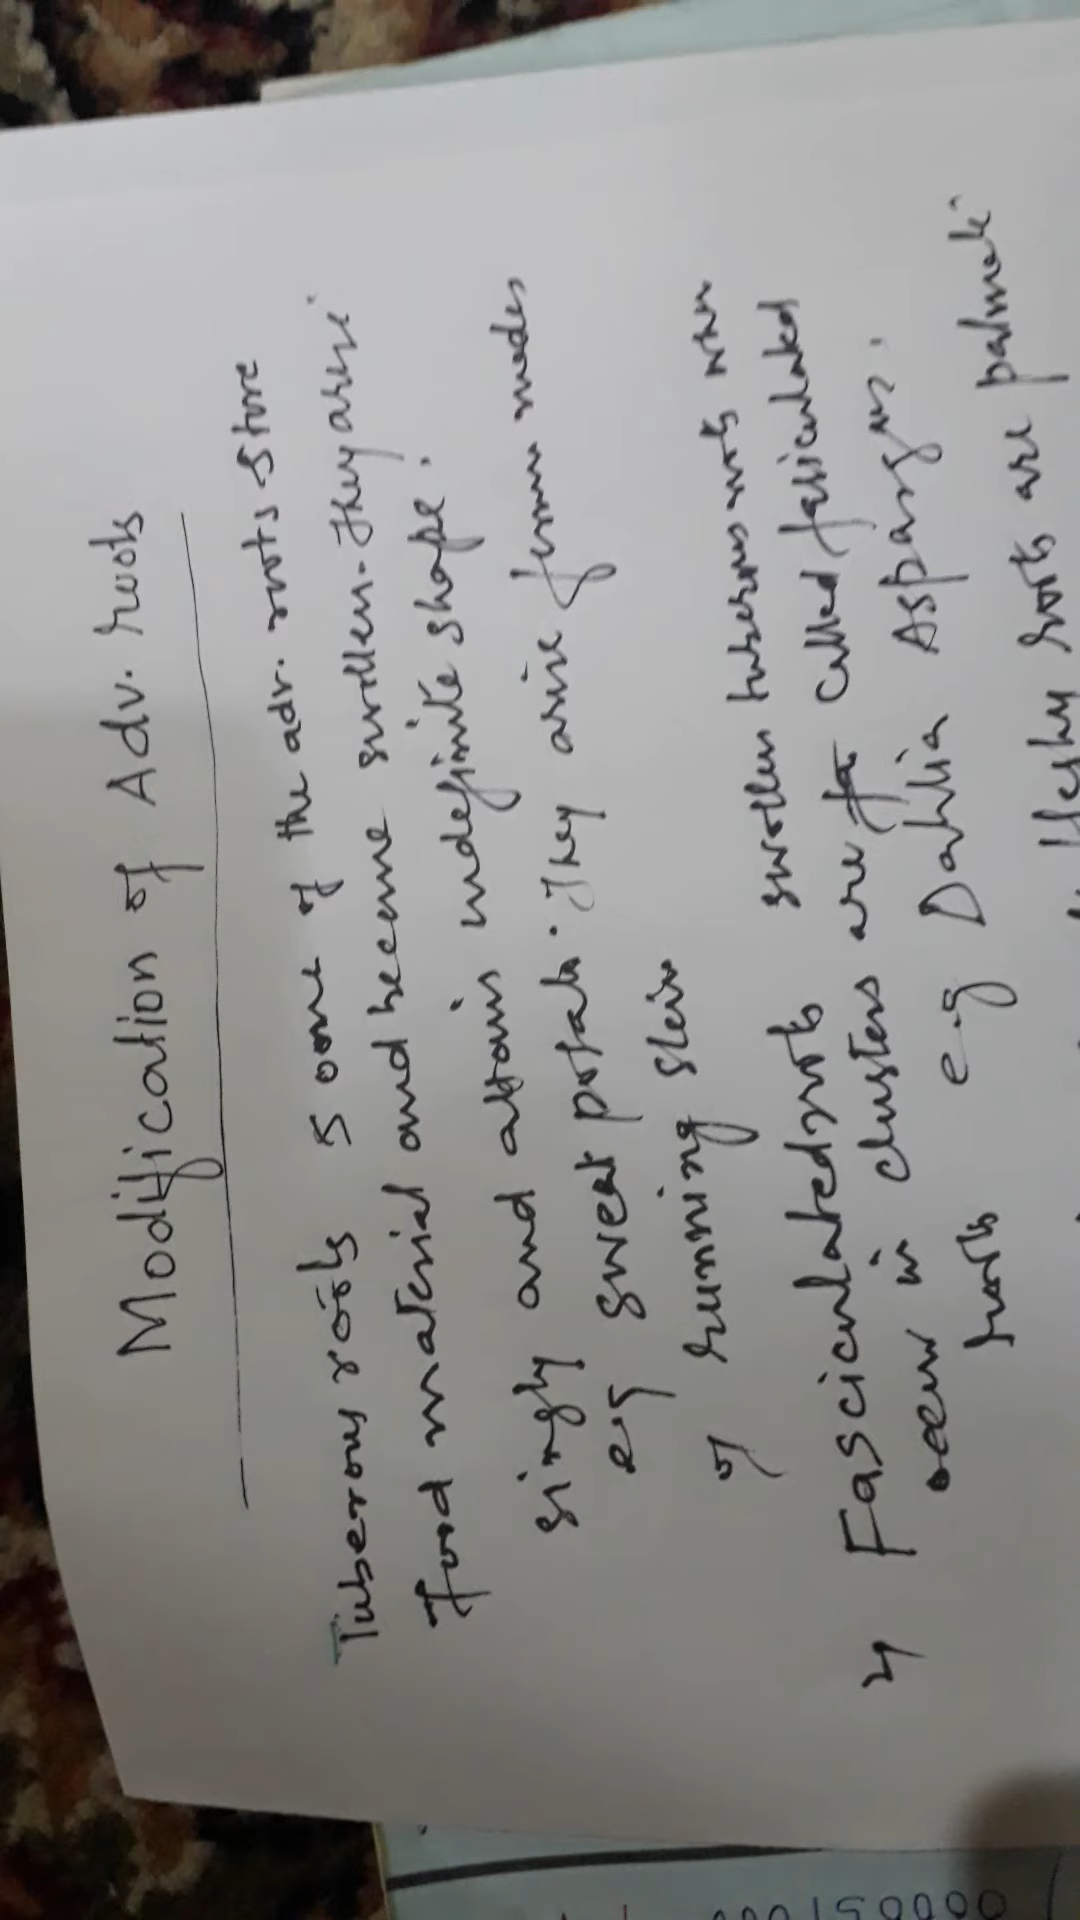 Modification of Adv. roots
Tuberous roots Some of the adv. roots store
Food material and become swollen. They arise
singly and attain indefinite shape.
e.g sweet potato. They arise from nodes
of running stem
Fasciculated roots swollen tuberous roots when
occur in clusters are called fasciculated
roots e.g Dahlia Asparagus.
fleshy roots are palmate